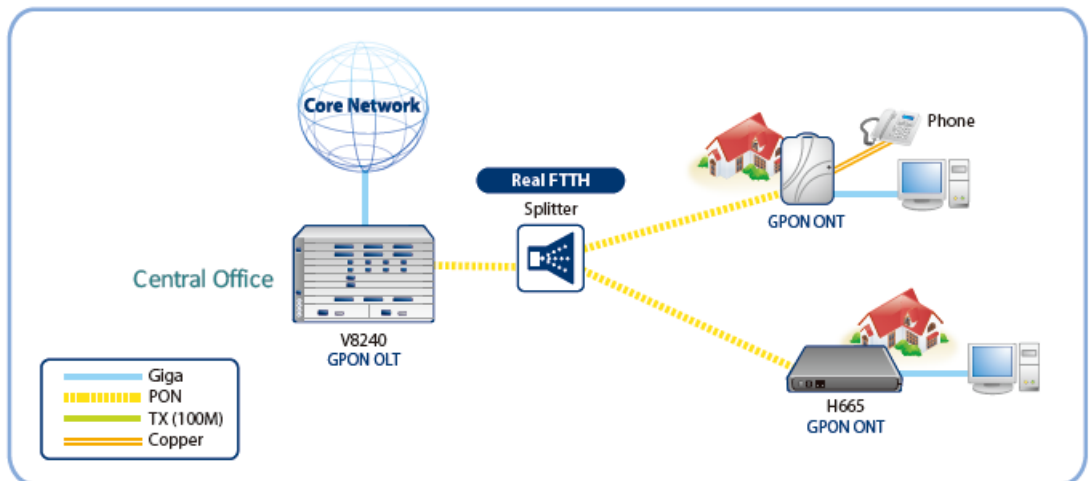 Core Network
Real FTTH
Splitter
Phone
GPON ONT
Central Office
V8240
GPON OLT
H665
GPON ONT
Giga
PON
TX (100M)
Copper